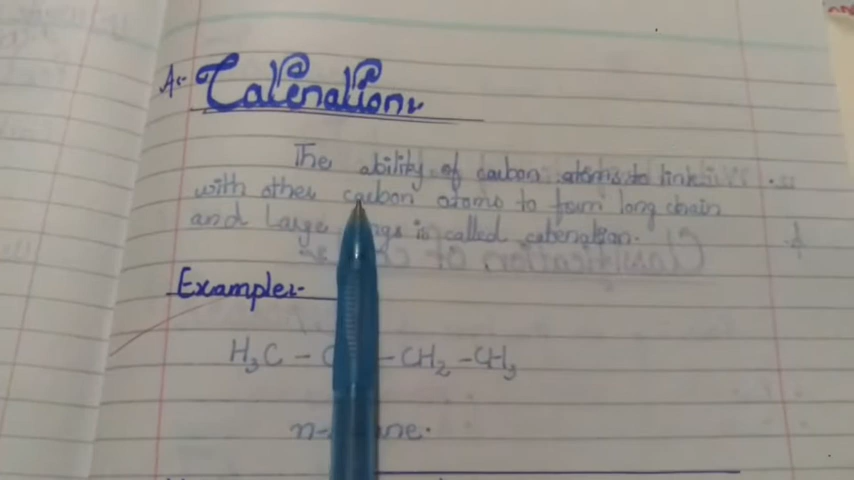 A:- Catenation:
The ability of carbon atoms to link
with other carbon atoms to form long chain
and Large ngs is called catenation.
Example:-
H3C - C - CH2 - CH3
n- ne.